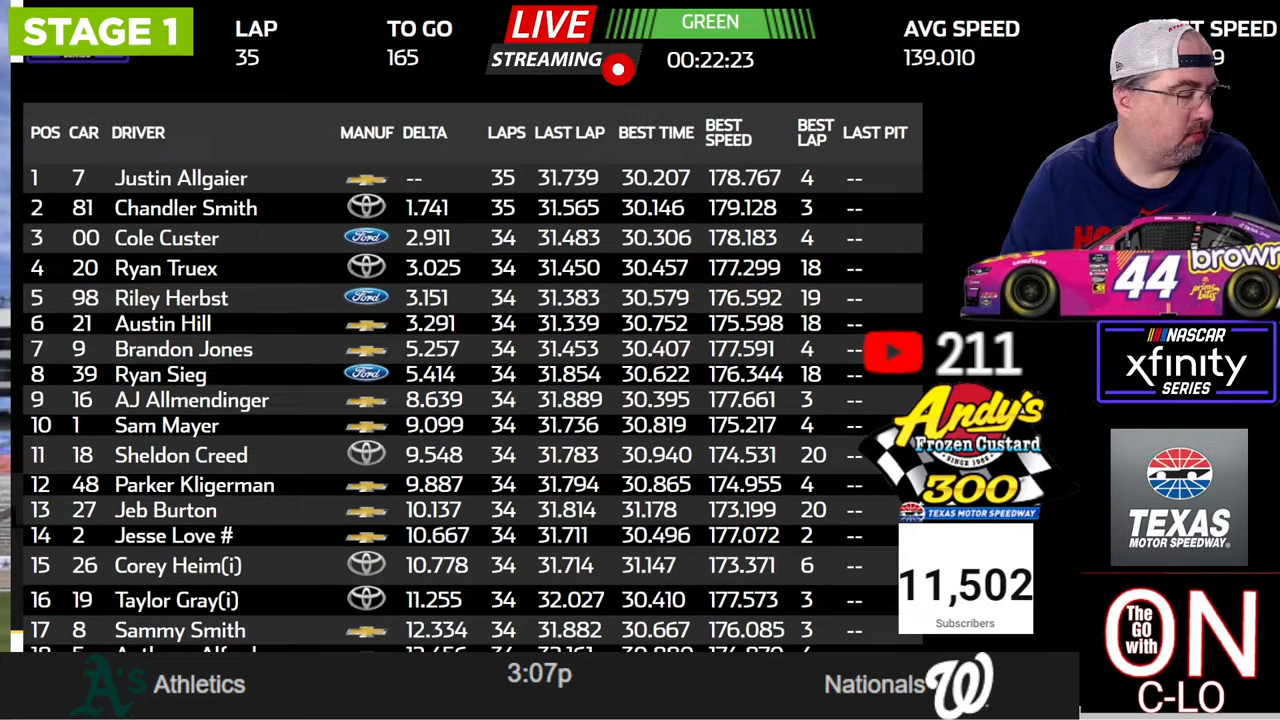 STAGE 1
LAP
35
TO GO
165
LIVE
STREAMING
GREEN
00:22:23
AVG SPEED
139.010
ST SPEED
9
POS CAR DRIVER MANUF DELTA LAPS LAST LAP BEST TIME BEST SPEED BEST LAP LAST PIT
1 7 Justin Allgaier -- 35 31.739 30.207 178.767 4 --
2 81 Chandler Smith 1.741 35 31.565 30.146 179.128 3 --
3 00 Cole Custer Ford 2.911 34 31.483 30.306 178.183 4 --
4 20 Ryan Truex 3.025 34 31.450 30.457 177.299 18 --
5 98 Riley Herbst Ford 3.151 34 31.383 30.579 176.592 19 --
6 21 Austin Hill 3.291 34 31.339 30.752 175.598 18 --
7 9 Brandon Jones 5.257 34 31.453 30.407 177.591 4 --
8 39 Ryan Sieg Ford 5.414 34 31.854 30.622 176.344 18 --
9 16 AJ Allmendinger 8.639 34 31.889 30.395 177.661 3 --
10 1 Sam Mayer 9.099 34 31.736 30.819 175.217 4 --
11 18 Sheldon Creed 9.548 34 31.783 30.940 174.531 20 --
12 48 Parker Kligerman 9.887 34 31.794 30.865 174.955 4 --
13 27 Jeb Burton 10.137 34 31.814 31.178 173.199 20 --
14 2 Jesse Love # 10.667 34 31.711 30.496 177.072 2 --
15 26 Corey Heim(i) 10.778 34 31.714 31.147 173.371 6 --
16 19 Taylor Gray(i) 11.255 34 32.027 30.410 177.573 3 --
17 8 Sammy Smith 12.334 34 31.882 30.667 176.085 3 --
44
brown
prime bits
211
NASCAR
xfinity
SERIES
Andy's
Frozen Custard
SINCE 1986
300
TEXAS MOTOR SPEEDWAY
TEXAS
MOTOR SPEEDWAY
11,502
Subscribers
The
GO
with
ON
C-LO
A's Athletics
3:07p
Nationals W